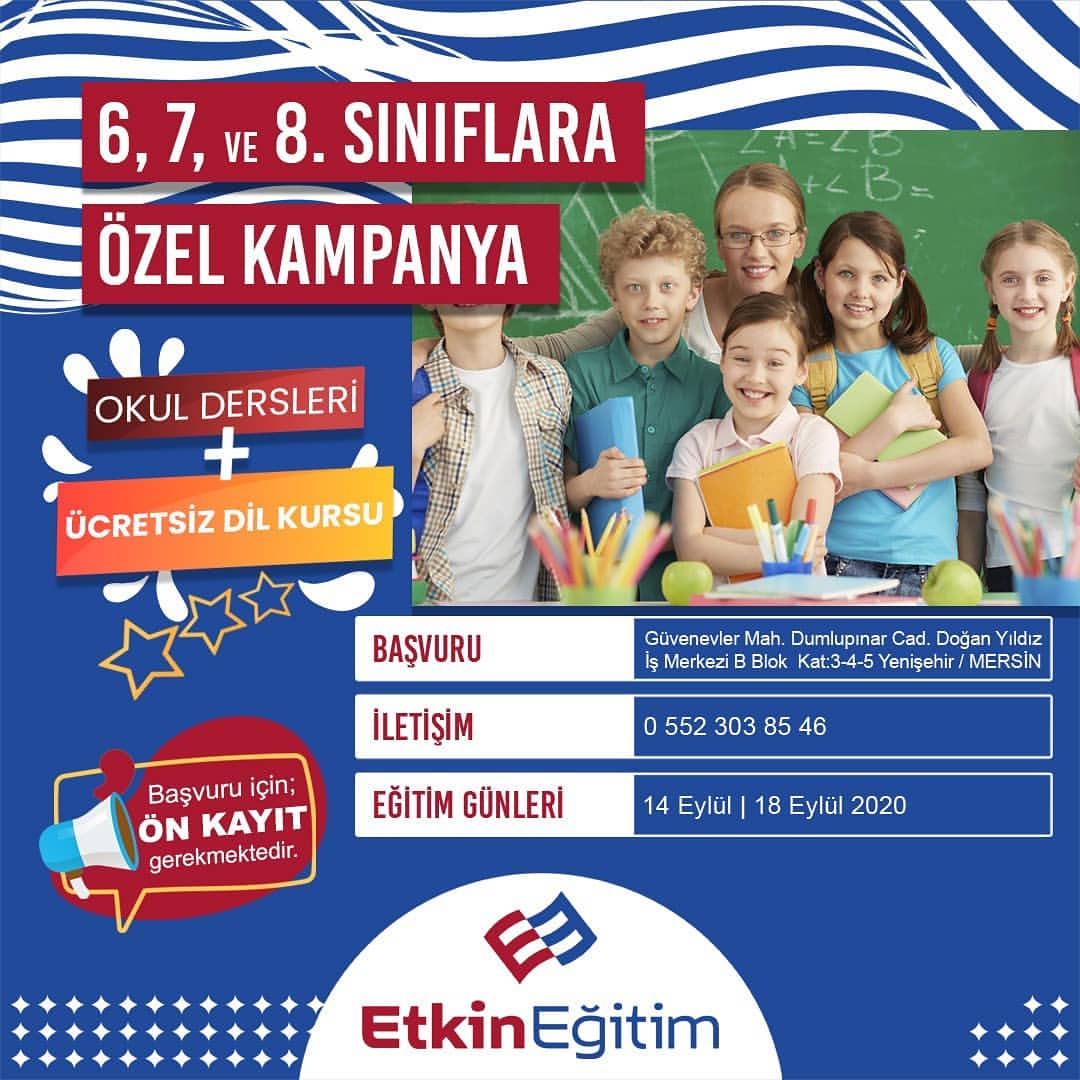 6, 7, VE 8. SINIFLARA
ÖZEL KAMPANYA
OKUL DERSLERİ
+
ÜCRETSİZ DİL KURSU
BAŞVURU
Güvenevler Mah. Dumlupınar Cad. Doğan Yıldız
İş Merkezi B Blok Kat:3-4-5 Yenişehir / MERSİN
İLETİŞİM
0 552 303 85 46
EĞİTİM GÜNLERİ
14 Eylül | 18 Eylül 2020
Başvuru için;
ÖN KAYIT
gerekmektedir.
EtkinEğitim